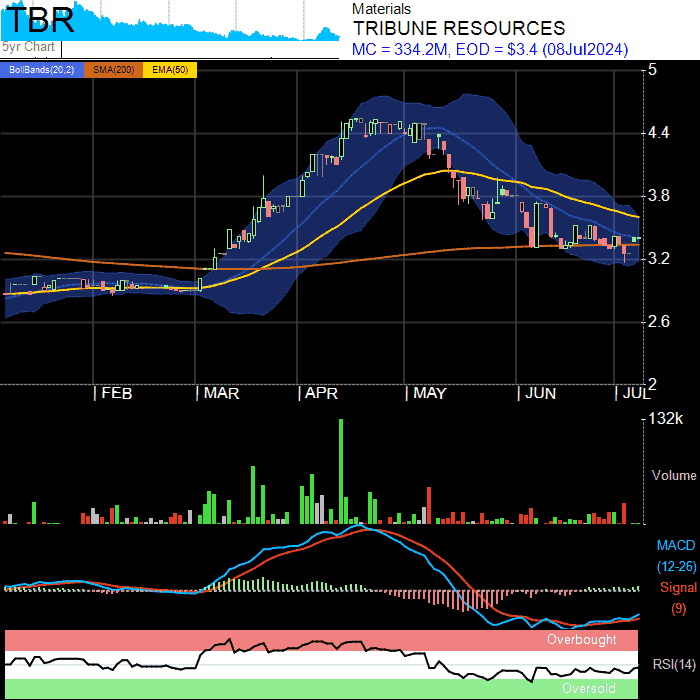 TBR
5yr Chart
Materials
TRIBUNE RESOURCES
MC = 334.2M, EOD = $3.4 (08Jul2024)
BollBands(20,2) SMA(200) EMA(50)
5
4.4
3.8
3.2
2.6
2
FEB MAR APR MAY JUN JUL
132k
Volume
MACD
(12-26)
Signal
(9)
Overbought
RSI(14)
Oversold